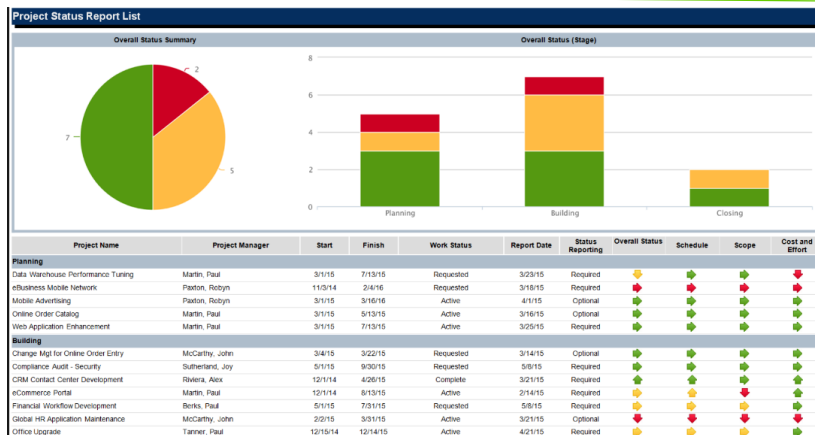 Project Status Report List
Overall Status Summary
Overall Status (Stage)
2
7
5
8
6
4
2
0
Planning Building Closing
Project Name Project Manager Start Finish Work Status Report Date Status Reporting Overall Status Schedule Scope Cost and Effort
Planning
Data Warehouse Performance Tuning Martin, Paul 3/1/15 7/13/15 Requested 3/23/15 Required
eBusiness Mobile Network Paxton, Robyn 11/3/14 2/4/16 Requested 3/18/15 Required
Mobile Advertising Paxton, Robyn 3/1/15 3/16/16 Active 4/1/15 Optional
Online Order Catalog Martin, Paul 3/1/15 5/13/15 Active 3/16/15 Optional
Web Application Enhancement Martin, Paul 3/1/15 7/13/15 Active 3/25/15 Required
Building
Change Mgt for Online Order Entry McCarthy, John 3/4/15 3/22/15 Requested 3/14/15 Optional
Compliance Audit - Security Sutherland, Joy 5/1/15 9/30/15 Requested 5/8/15 Required
CRM Contact Center Development Riviera, Alex 12/1/14 4/26/15 Complete 3/21/15 Required
eCommerce Portal Martin, Paul 12/1/14 8/13/15 Active 2/14/15 Required
Financial Workflow Development Berks, Paul 5/1/15 7/31/15 Requested 5/8/15 Required
Global HR Application Maintenance McCarthy, John 2/2/15 3/31/15 Active 3/21/15 Optional
Office Upgrade Tanner, Paul 12/15/14 12/14/15 Active 4/21/15 Required